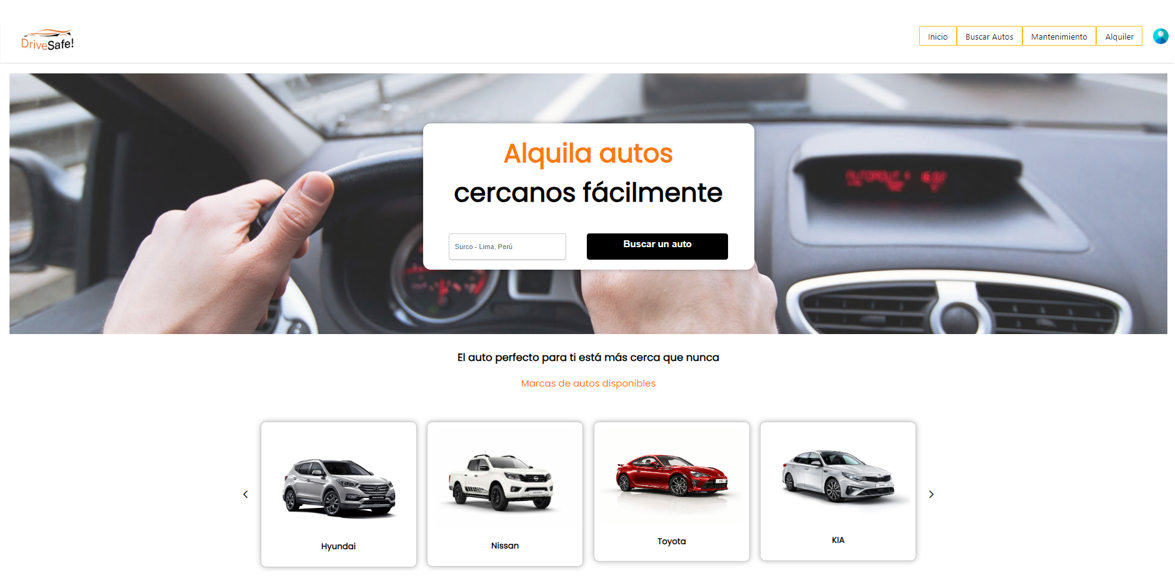 DriveSafe!
Inicio
Buscar Autos
Mantenimiento
Alquiler
Alquila autos
cercanos fácilmente
Surco - Lima, Perú
Buscar un auto
El auto perfecto para ti está más cerca que nunca
Marcas de autos disponibles
Hyundai
Nissan
Toyota
KIA